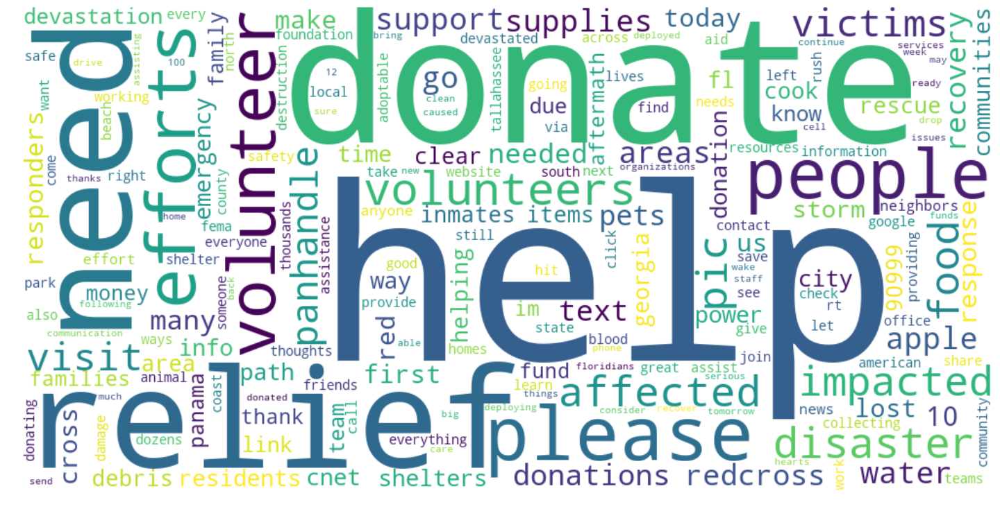 devastation
every
make
support
supplies
today
victims
recovery
communities
need
efforts
family
north
volunteer
foundation
bring
donate
devastated
across
deployed
aid
continue
services
week
may
safe
drive
assisting
100
want
beach
working
destruction
12
local
sure
adoptable
go
clean
caused
tallahassee
going
due
via
aftermath
lives
find
fl
needs
left
rush
cook
know
cell
ready
rescue
drop
issues
responders
come
thanks
right
emergency
county
safety
panhandle
time
clear
needed
areas
donation
resources
information
people
take
new
website
south
next
organizations
volunteers
help
home
fema
everyone
thousands
assistance
anyone
inmates
items
pets
storm
neighbors
funds
google
contact
still
click
georgia
pic
us
save
wake
staff
see
90999
providing
food
response
effort
shelter
park
money
following
also
communication
many
someone
back
good
way
provide
red
able
helping
homes
hit
im
text
state
blood
phone
power
give
city
check
rt
let
office
apple
visit
area
ways
info
thoughts
join
american
share
families
animal
panama
coast
path
friends
first
fund
floridians
learn
things
great
assist
serious
affected
impacted
relief
much
donated
thank
team
call
deploying
big
please
consider
recover
tomorrow
news
lost
10
collecting
community
donating
cross
damage
dozens
link
everything
care
disaster
hearts
work
send
debris
residents
cnet
shelters
donations
redcross
water
teams